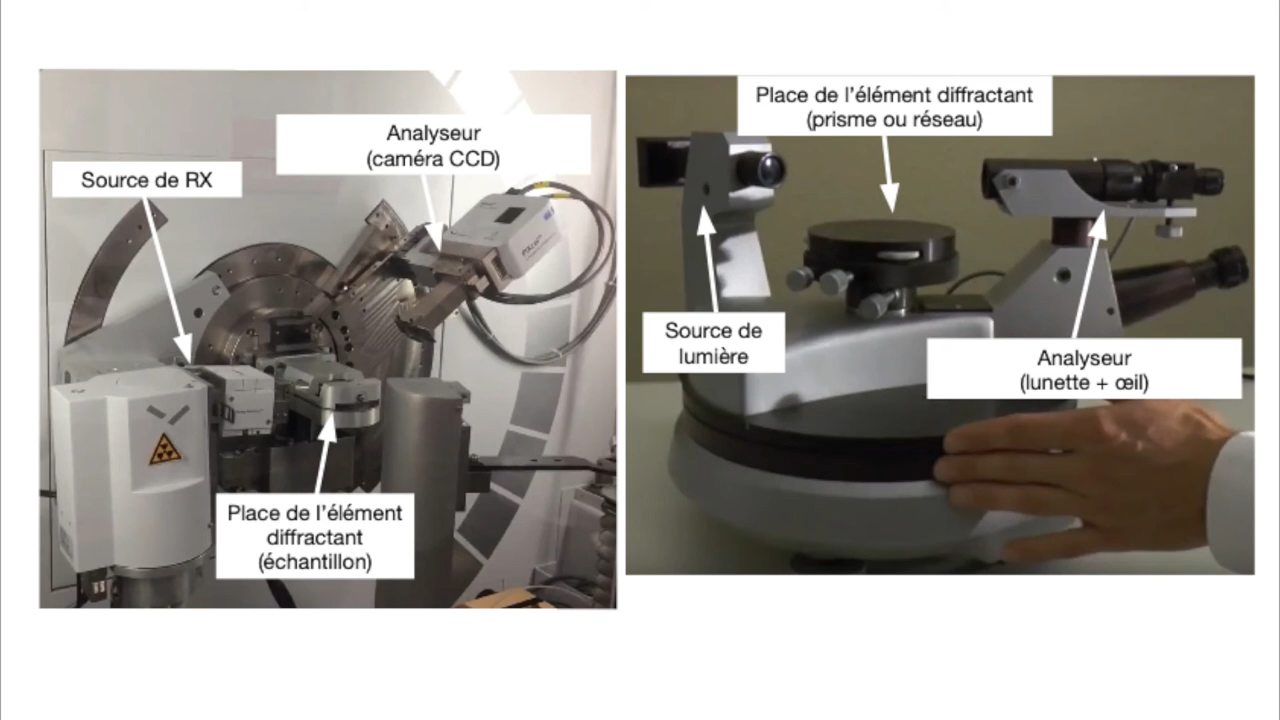 Analyseur
(caméra CCD)
Source de RX
Place de l'élément
diffractant
(échantillon)
Place de l'élément diffractant
(prisme ou réseau)
Source de
lumière
Analyseur
(lunette + œil)